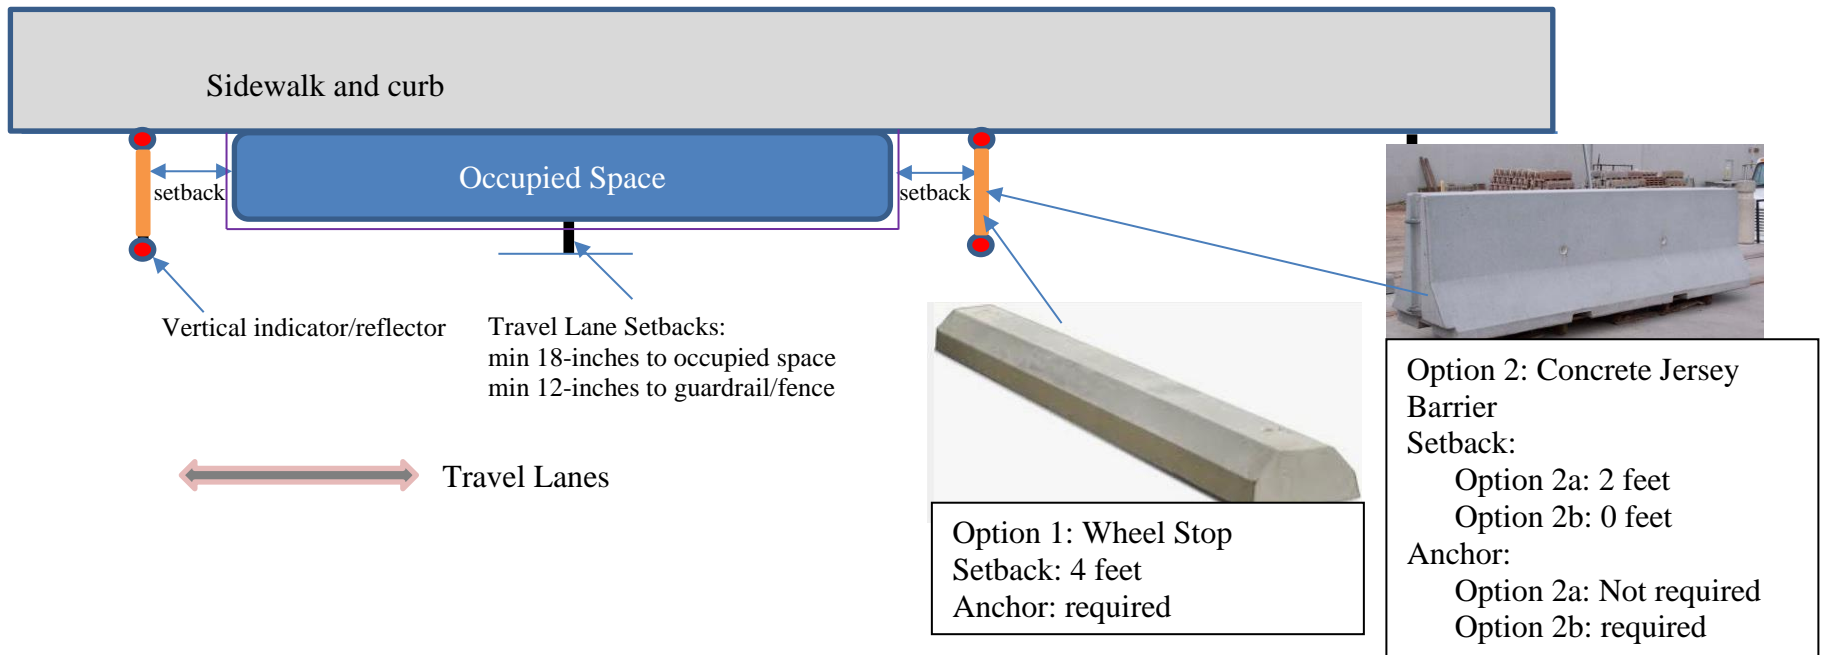 Sidewalk and curb
Occupied Space
setback
setback
Vertical indicator/reflector
Travel Lane Setbacks:
min 18-inches to occupied space
min 12-inches to guardrail/fence
Travel Lanes
Option 1: Wheel Stop
Setback: 4 feet
Anchor: required
Option 2: Concrete Jersey
Barrier
Setback:
Option 2a: 2 feet
Option 2b: 0 feet
Anchor:
Option 2a: Not required
Option 2b: required